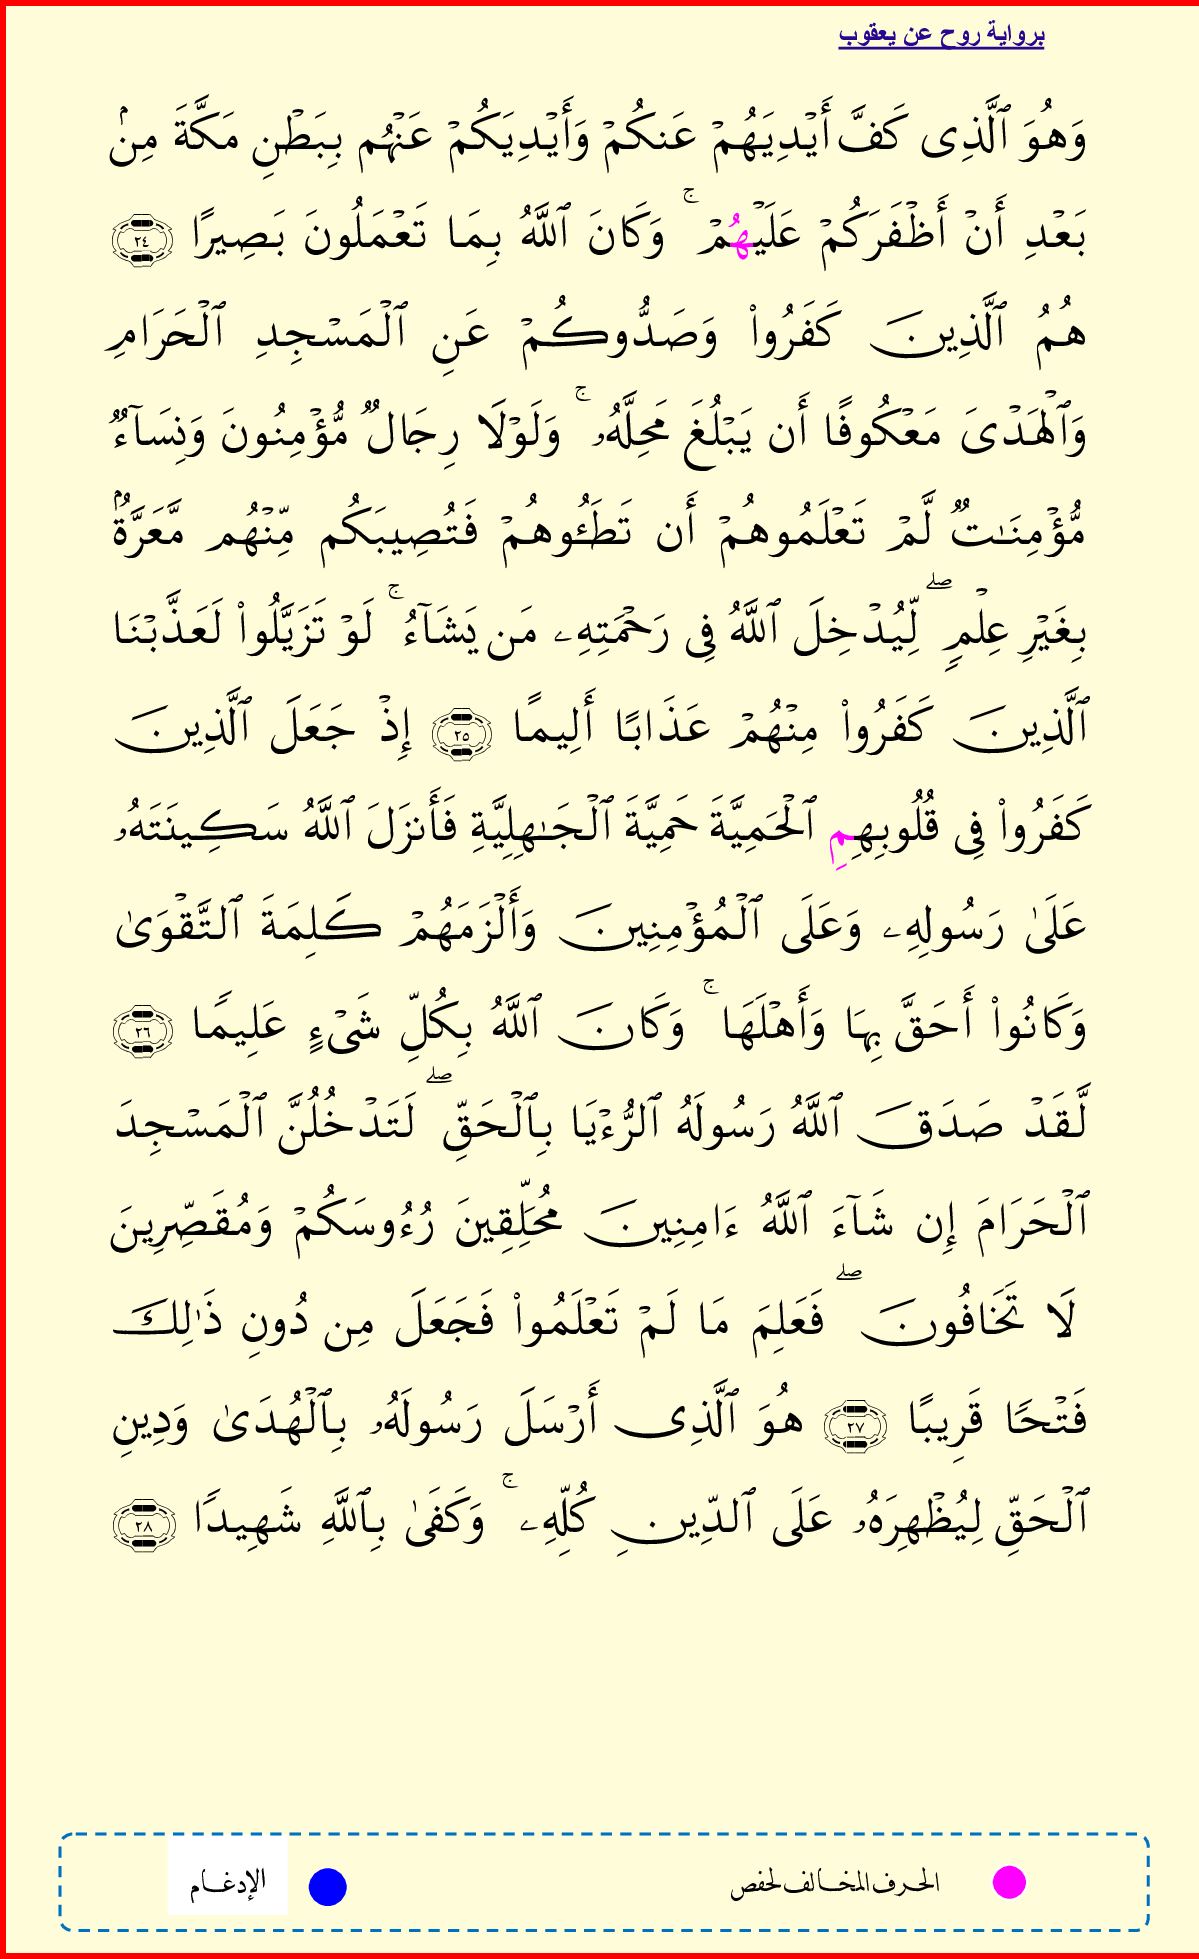 برواية روح عن يعقوب
وَهُوَ ٱلَّذِى كَفَّ أَيْدِيَهُمْ عَنكُمْ وَأَيْدِيَكُمْ عَنْهُم بِبَطْنِ مَكَّةَ مِنۢ
بَعْدِ أَنْ أَظْفَرَكُمْ عَلَيْهُمْ ۚ وَكَانَ ٱللَّهُ بِمَا تَعْمَلُونَ بَصِيرًا ٢٤
هُمُ ٱلَّذِينَ كَفَرُوا۟ وَصَدُّوكُمْ عَنِ ٱلْمَسْجِدِ ٱلْحَرَامِ
وَٱلْهَدْىَ مَعْكُوفًا أَن يَبْلُغَ مَحِلَّهُۥ ۚ وَلَوْلَا رِجَالٌ مُّؤْمِنُونَ وَنِسَآءٌ
مُّؤْمِنَـٰتٌ لَّمْ تَعْلَمُوهُمْ أَن تَطَـُٔوهُمْ فَتُصِيبَكُم مِّنْهُم مَّعَرَّةٌۢ
بِغَيْرِ عِلْمٍ ۖ لِّيُدْخِلَ ٱللَّهُ فِى رَحْمَتِهِۦ مَن يَشَآءُ ۚ لَوْ تَزَيَّلُوا۟ لَعَذَّبْنَا
ٱلَّذِينَ كَفَرُوا۟ مِنْهُمْ عَذَابًا أَلِيمًا ٢٥ إِذْ جَعَلَ ٱلَّذِينَ
كَفَرُوا۟ فِى قُلُوبِهِمِ ٱلْحَمِيَّةَ حَمِيَّةَ ٱلْجَـٰهِلِيَّةِ فَأَنزَلَ ٱللَّهُ سَكِينَتَهُۥ
عَلَىٰ رَسُولِهِۦ وَعَلَى ٱلْمُؤْمِنِينَ وَأَلْزَمَهُمْ كَلِمَةَ ٱلتَّقْوَىٰ
وَكَانُوا۟ أَحَقَّ بِهَا وَأَهْلَهَا ۚ وَكَانَ ٱللَّهُ بِكُلِّ شَىْءٍ عَلِيمًا ٢٦
لَّقَدْ صَدَقَ ٱللَّهُ رَسُولَهُ ٱلرُّءْيَا بِٱلْحَقِّ ۖ لَتَدْخُلُنَّ ٱلْمَسْجِدَ
ٱلْحَرَامَ إِن شَآءَ ٱللَّهُ ءَامِنِينَ مُحَلِّقِينَ رُءُوسَكُمْ وَمُقَصِّرِينَ
لَا تَخَافُونَ ۖ فَعَلِمَ مَا لَمْ تَعْلَمُوا۟ فَجَعَلَ مِن دُونِ ذَٰلِكَ
فَتْحًا قَرِيبًا ٢٧ هُوَ ٱلَّذِى أَرْسَلَ رَسُولَهُۥ بِٱلْهُدَىٰ وَدِينِ
ٱلْحَقِّ لِيُظْهِرَهُۥ عَلَى ٱلدِّينِ كُلِّهِۦ ۚ وَكَفَىٰ بِٱللَّهِ شَهِيدًا ٢٨
الحرف المخالف لحفص
الإدغام